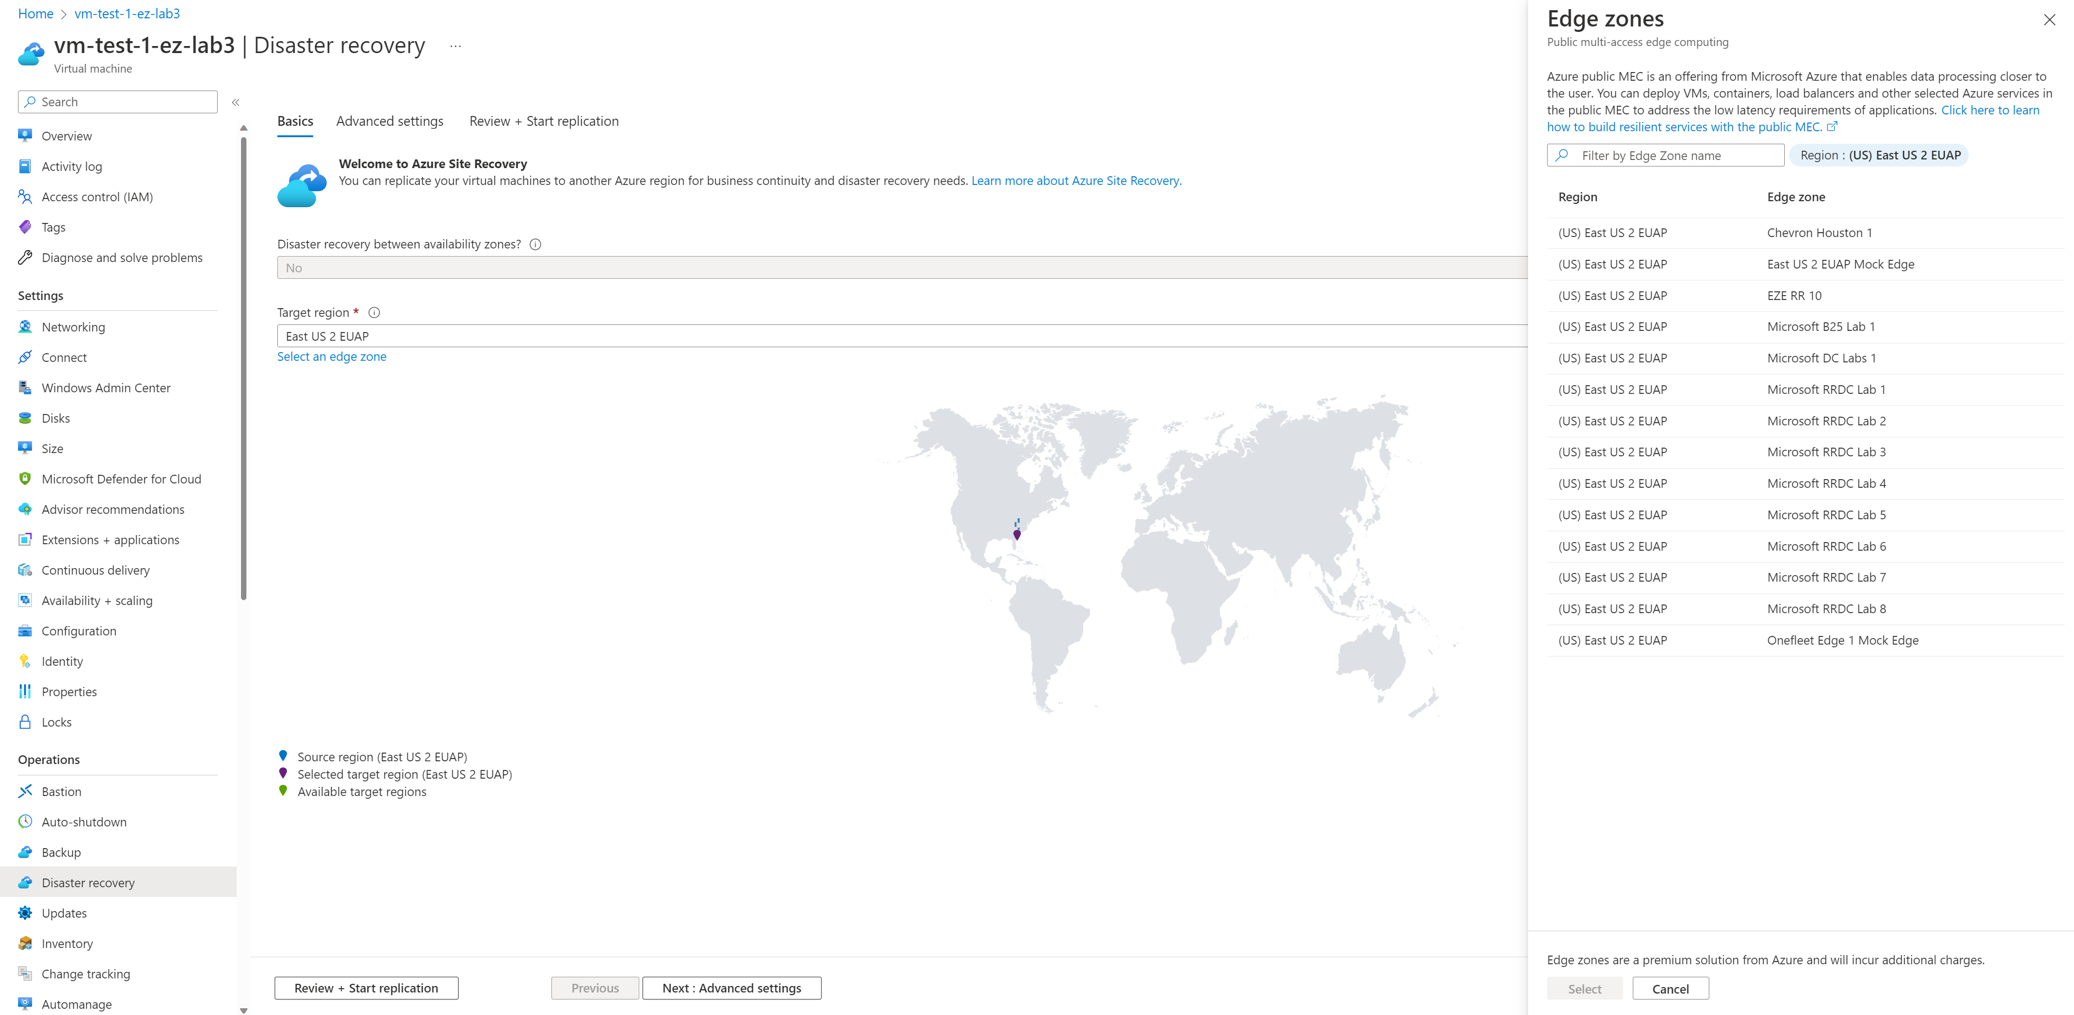 Home > vm-test-1-ez-lab3
vm-test-1-ez-lab3 | Disaster recovery ...
Virtual machine
Search
«
Overview
Activity log
Access control (IAM)
Tags
Diagnose and solve problems
Settings
Networking
Connect
Windows Admin Center
Disks
Size
Microsoft Defender for Cloud
Advisor recommendations
Extensions + applications
Continuous delivery
Availability + scaling
Configuration
Identity
Properties
Locks
Operations
Bastion
Auto-shutdown
Backup
Disaster recovery
Updates
Inventory
Change tracking
Automanage
Basics Advanced settings Review + Start replication
Welcome to Azure Site Recovery
You can replicate your virtual machines to another Azure region for business continuity and disaster recovery needs. Learn more about Azure Site Recovery.
Disaster recovery between availability zones?
No
Target region *
East US 2 EUAP
Select an edge zone
Source region (East US 2 EUAP)
Selected target region (East US 2 EUAP)
Available target regions
Review + Start replication Previous Next : Advanced settings
Edge zones
Public multi-access edge computing
Azure public MEC is an offering from Microsoft Azure that enables data processing closer to
the user. You can deploy VMs, containers, load balancers and other selected Azure services in
the public MEC to address the low latency requirements of applications. Click here to learn
how to build resilient services with the public MEC.
Filter by Edge Zone name Region : (US) East US 2 EUAP
Region Edge zone
(US) East US 2 EUAP Chevron Houston 1
(US) East US 2 EUAP East US 2 EUAP Mock Edge
(US) East US 2 EUAP EZE RR 10
(US) East US 2 EUAP Microsoft B25 Lab 1
(US) East US 2 EUAP Microsoft DC Labs 1
(US) East US 2 EUAP Microsoft RRDC Lab 1
(US) East US 2 EUAP Microsoft RRDC Lab 2
(US) East US 2 EUAP Microsoft RRDC Lab 3
(US) East US 2 EUAP Microsoft RRDC Lab 4
(US) East US 2 EUAP Microsoft RRDC Lab 5
(US) East US 2 EUAP Microsoft RRDC Lab 6
(US) East US 2 EUAP Microsoft RRDC Lab 7
(US) East US 2 EUAP Microsoft RRDC Lab 8
(US) East US 2 EUAP Onefleet Edge 1 Mock Edge
Edge zones are a premium solution from Azure and will incur additional charges.
Select Cancel